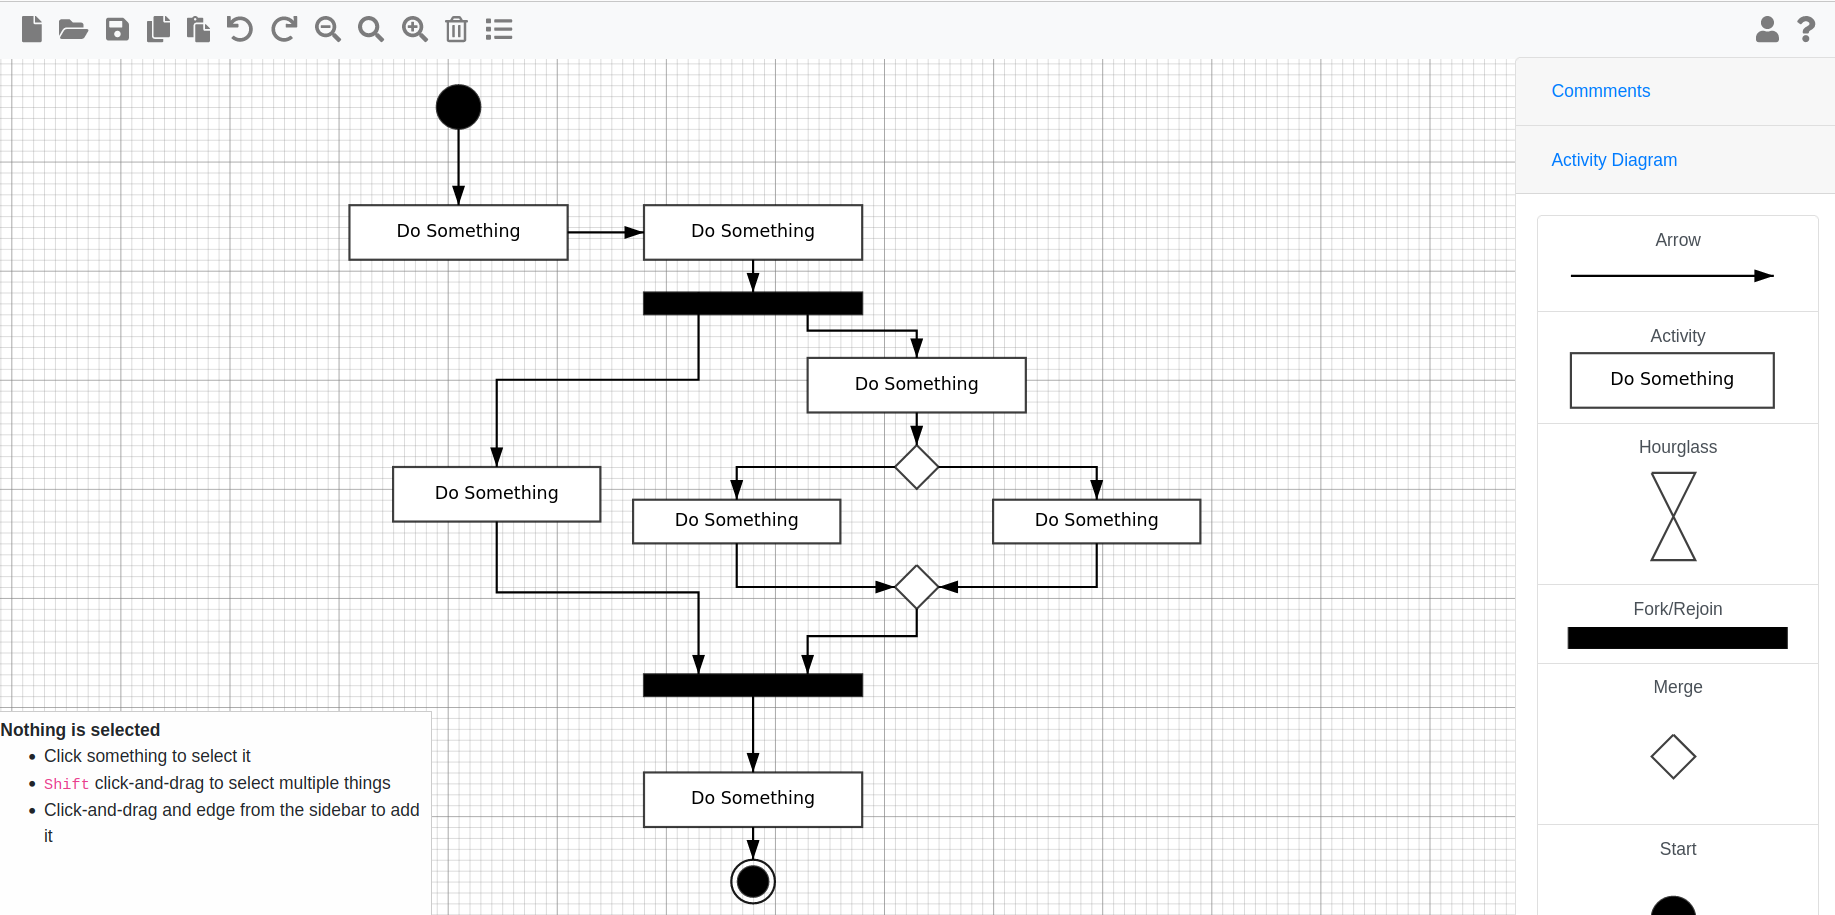 Commments
Activity Diagram
Do Something
Do Something
Do Something
Do Something
Do Something
Do Something
Do Something
Arrow
Activity
Do Something
Hourglass
Fork/Rejoin
Merge
Start
Nothing is selected
Click something to select it
Shift click-and-drag to select multiple things
Click-and-drag and edge from the sidebar to add
it